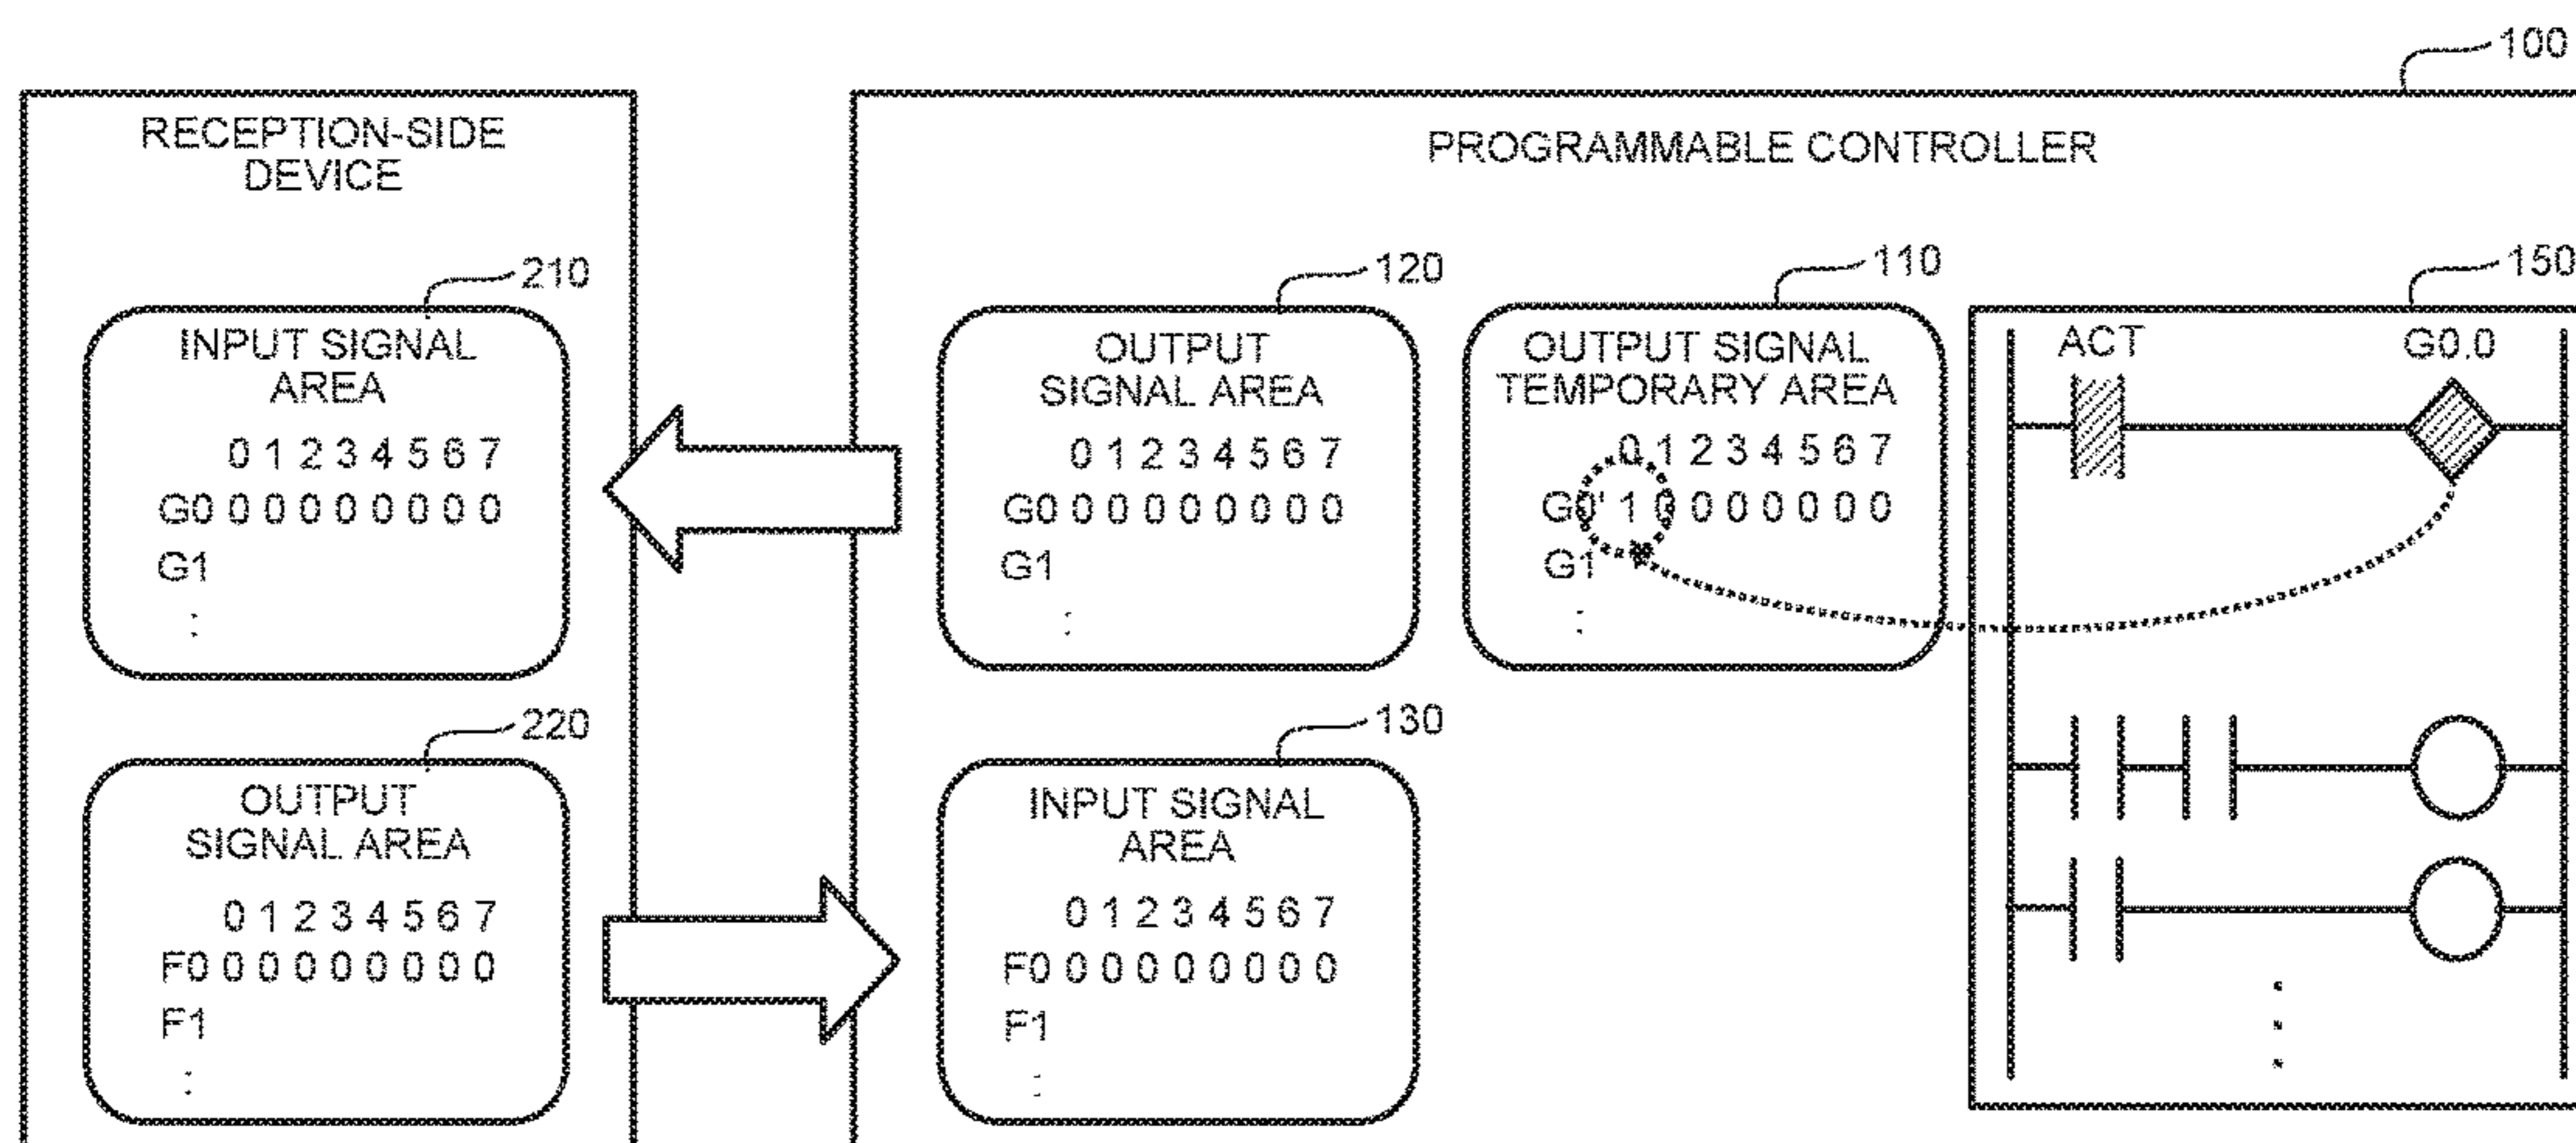 100
RECEPTION-SIDE
DEVICE
PROGRAMMABLE CONTROLLER
210
INPUT SIGNAL
AREA
0 1 2 3 4 5 6 7
G0 0 0 0 0 0 0 0 0
G1
:
120
OUTPUT
SIGNAL AREA
0 1 2 3 4 5 6 7
G0 0 0 0 0 0 0 0 0
G1
:
110
OUTPUT SIGNAL
TEMPORARY AREA
0 1 2 3 4 5 6 7
G0' 1 0 0 0 0 0 0 0
G1
:
150
ACT G0.0
220
OUTPUT
SIGNAL AREA
0 1 2 3 4 5 6 7
F0 0 0 0 0 0 0 0 0
F1
:
130
INPUT SIGNAL
AREA
0 1 2 3 4 5 6 7
F0 0 0 0 0 0 0 0 0
F1
: